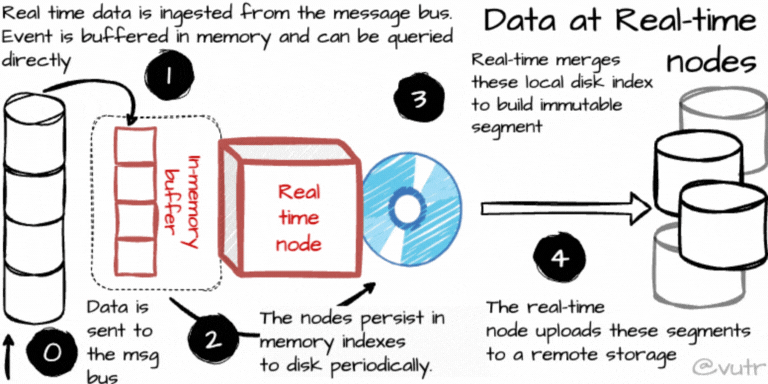 Real time data is ingested from the message bus.
Event is buffered in memory and can be queried
directly
Data at Real-time
nodes
1
3
Real-time merges
these local disk index
to build immutable
segment
in-memory
buffer
Real
time
node
4
0
Data is
sent to
the msg
bus
2
The nodes persist in
memory indexes
to disk periodically.
The real-time
node uploads these segments
to a remote storage
@vutr